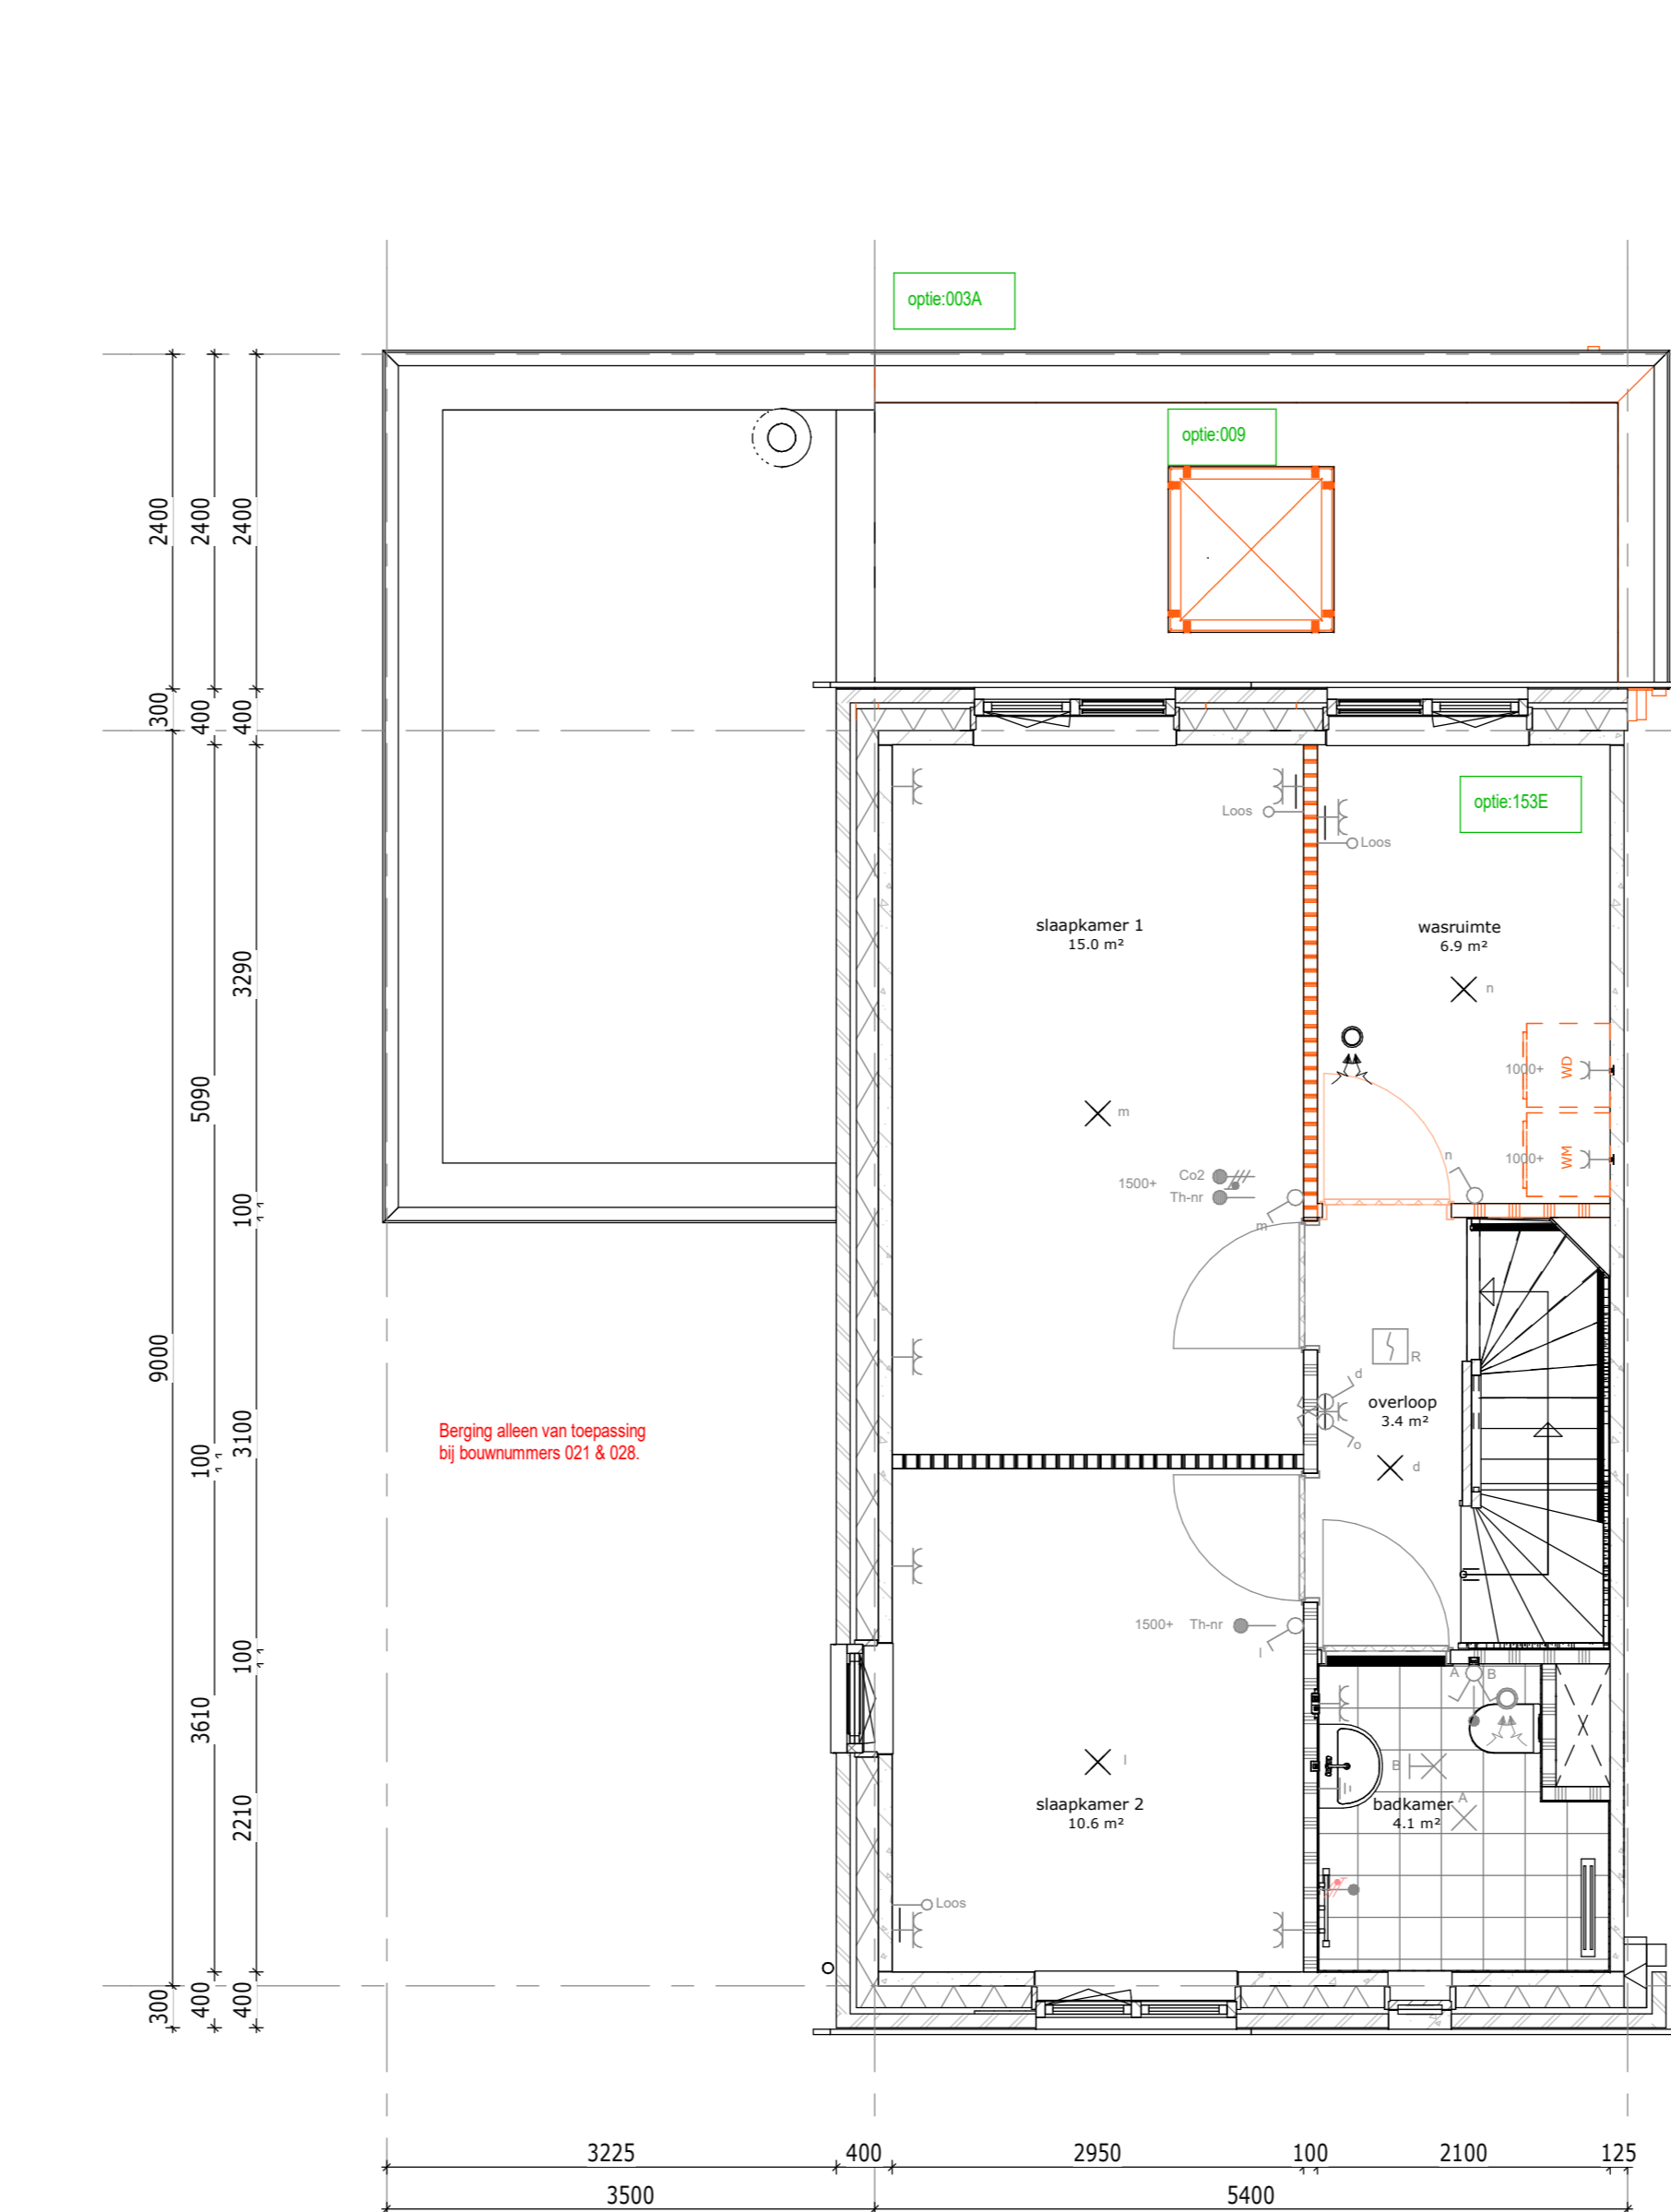 optie:003A
optie:009
2400
2400
2400
300
400
400
optie:153E
Loos
Loos
slaapkamer 1
15.0 m²
wasruimte
6.9 m²
n
3290
5090
m
1000+
WD
1000+
WM
n
Co2
1500+
Th-nr
m
100
9000
R
d
overloop
3.4 m²
o
d
3100
100
Berging alleen van toepassing
bij bouwnummers 021 & 028.
1500+
Th-nr
l
100
A
B
3610
l
B
A
slaapkamer 2
10.6 m²
badkamer
4.1 m²
2210
Loos
300
400
400
3225
400
2950
100
2100
125
3500
5400